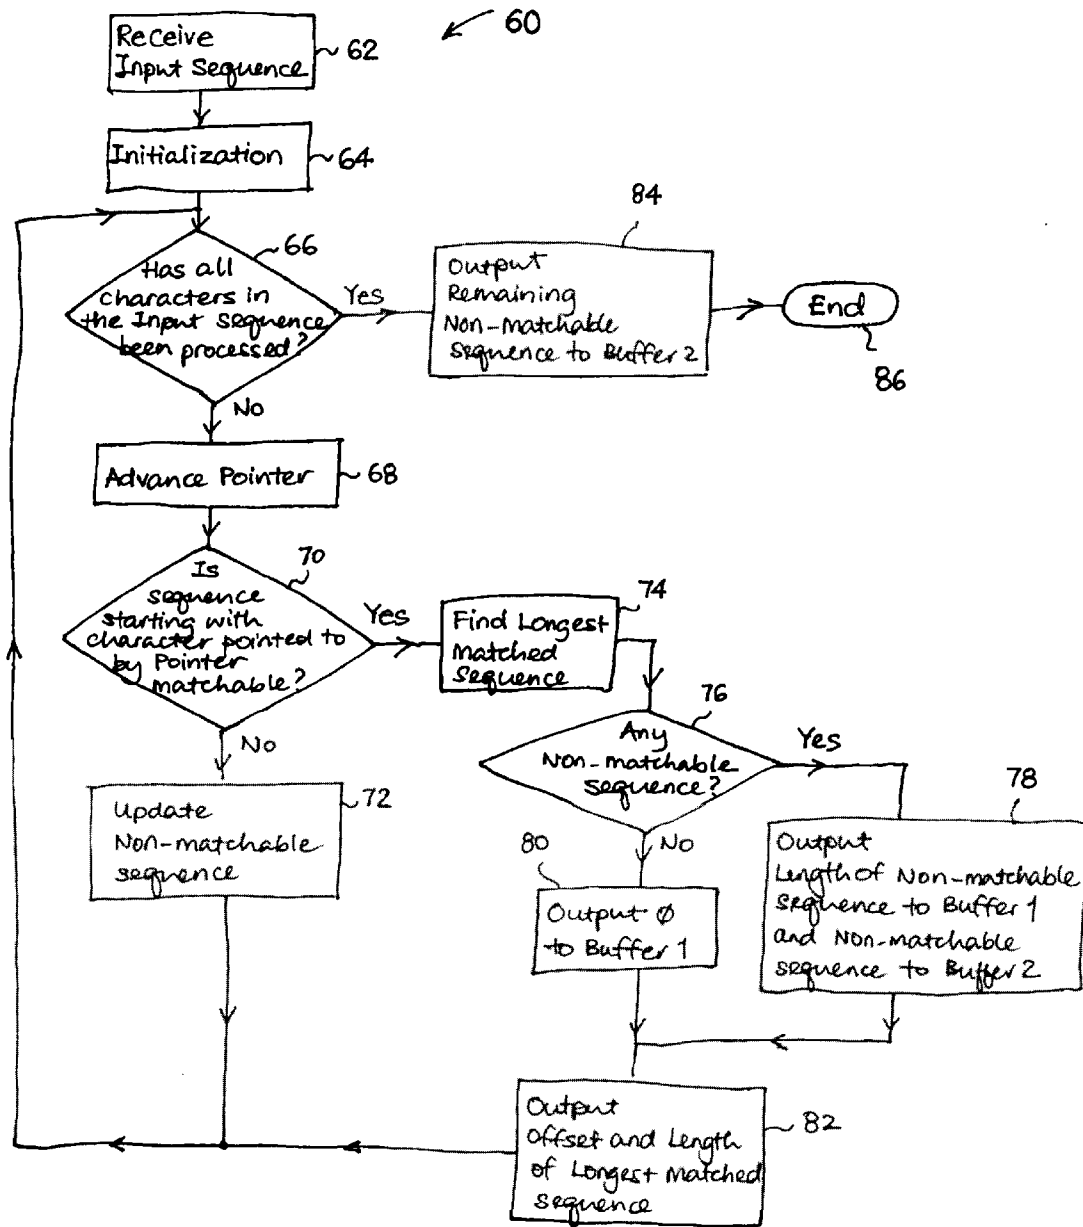 60
Receive
Input Sequence
62
Initialization
64
66
Has all
characters in
the Input Sequence
been processed?
Yes
No
84
Output
Remaining
Non-matchable
Sequence to Buffer 2
End
86
Advance Pointer
68
70
Is
sequence
starting with
character pointed to
by Pointer
matchable?
Yes
No
74
Find Longest
Matched
Sequence
76
Any
Non-matchable
sequence?
Yes
No
72
Update
Non-matchable
sequence
80
Output Ø
to Buffer 1
78
Output
Length of Non-matchable
Sequence to Buffer 1
and Non-matchable
sequence to Buffer 2
Output
Offset and Length
of Longest Matched
sequence
82